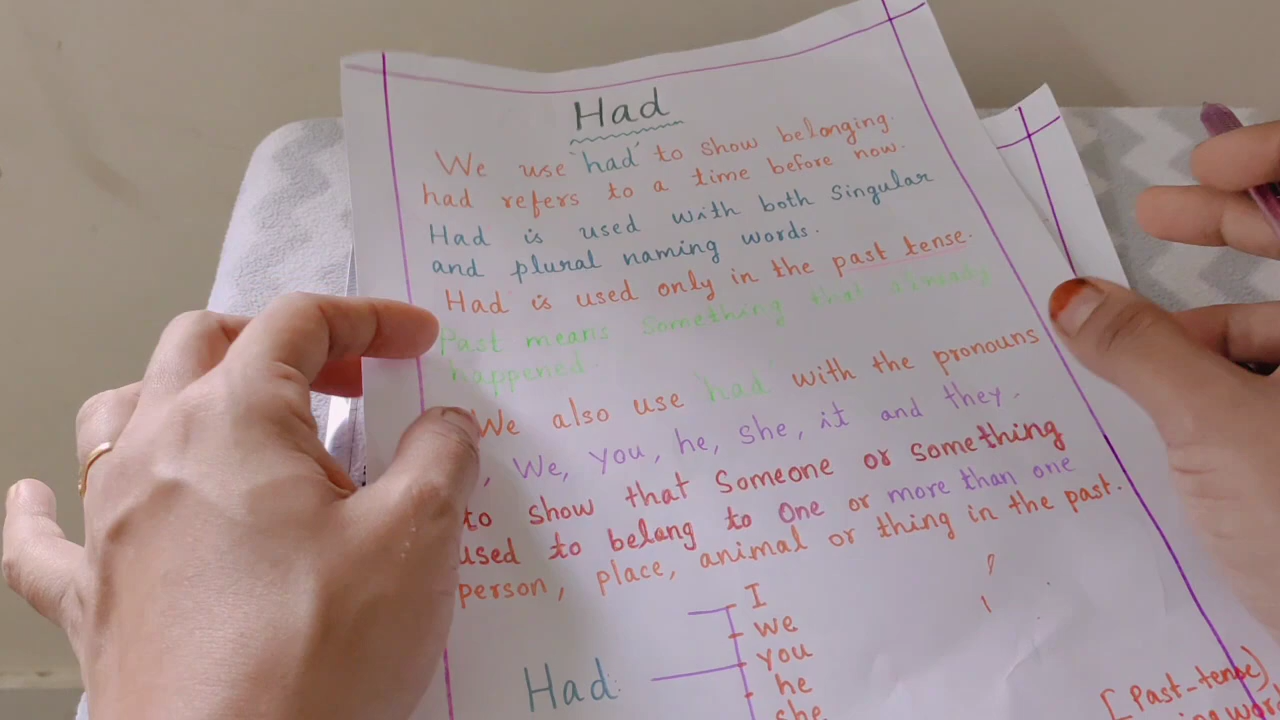 Had
We use 'had' to show belonging.
had refers to a time before now.
Had is used with both singular
and plural naming words.
Had is used only in the past tense.
Past means something that already
happened.
We also use 'had' with the pronouns
, We, you, he, she, it and they.
to show that someone or something
used to belang to one or more than one
person, place, animal or thing in the past.
I
we
you
Had
he
she
[Past-tense)